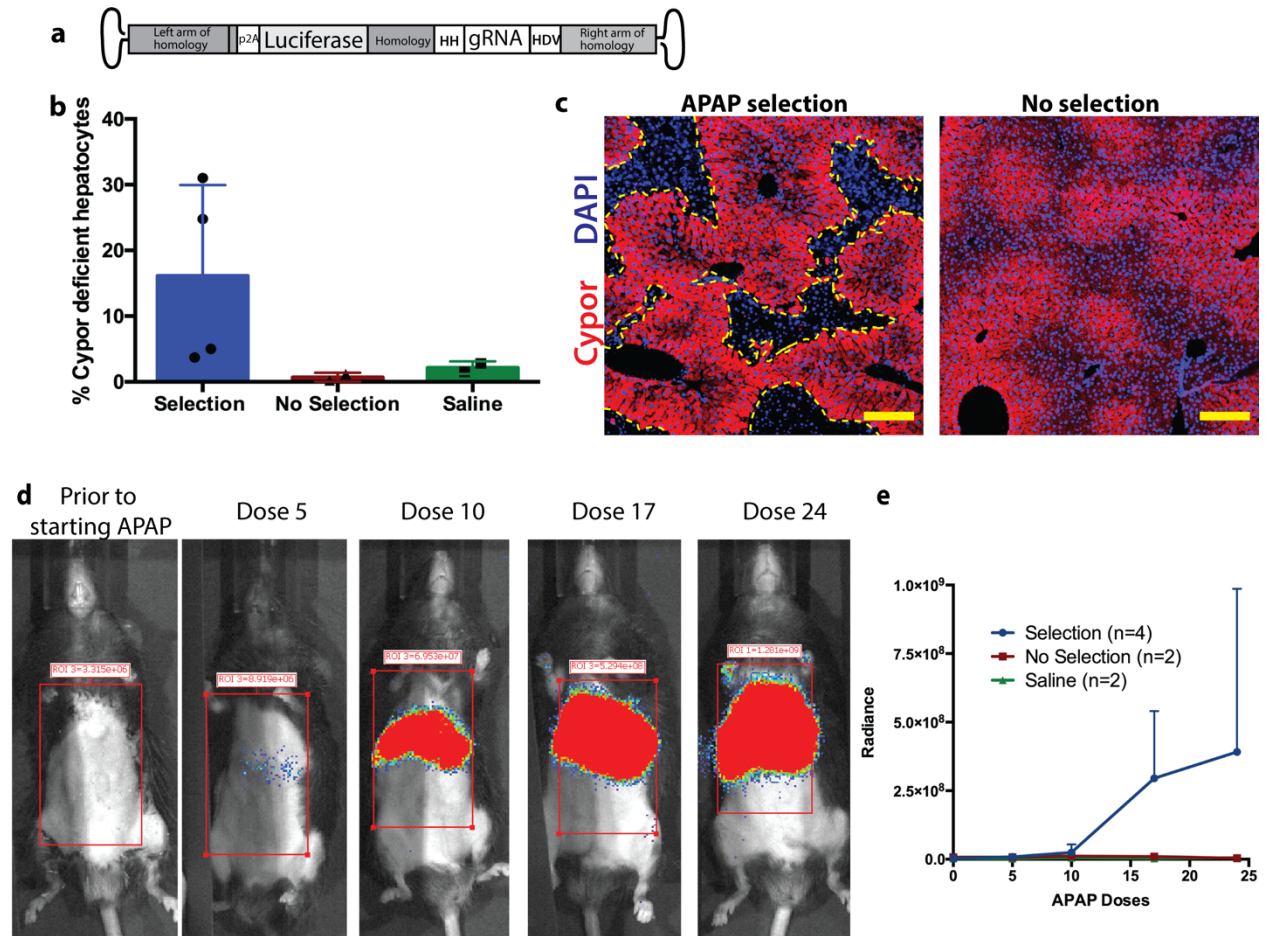 a
Left arm of
homology
p2A
Luciferase
Homology
HH
gRNA
HDV
Right arm of
homology
b
% Cypor deficient hepatocytes
40
30
20
10
0
Selection
No Selection
Saline
c
APAP selection
No selection
Cypor DAPI
d
Prior to
starting APAP
Dose 5
Dose 10
Dose 17
Dose 24
ROI 3=3.315e+06
ROI 3=8.919e+06
ROI 3=6.953e+07
ROI 3=5.294e+08
ROI 1=1.281e+09
e
Radiance
1.0×10⁹
7.5×10⁸
5.0×10⁸
2.5×10⁸
0.0
Selection (n=4)
No Selection (n=2)
Saline (n=2)
0
5
10
15
20
25
APAP Doses